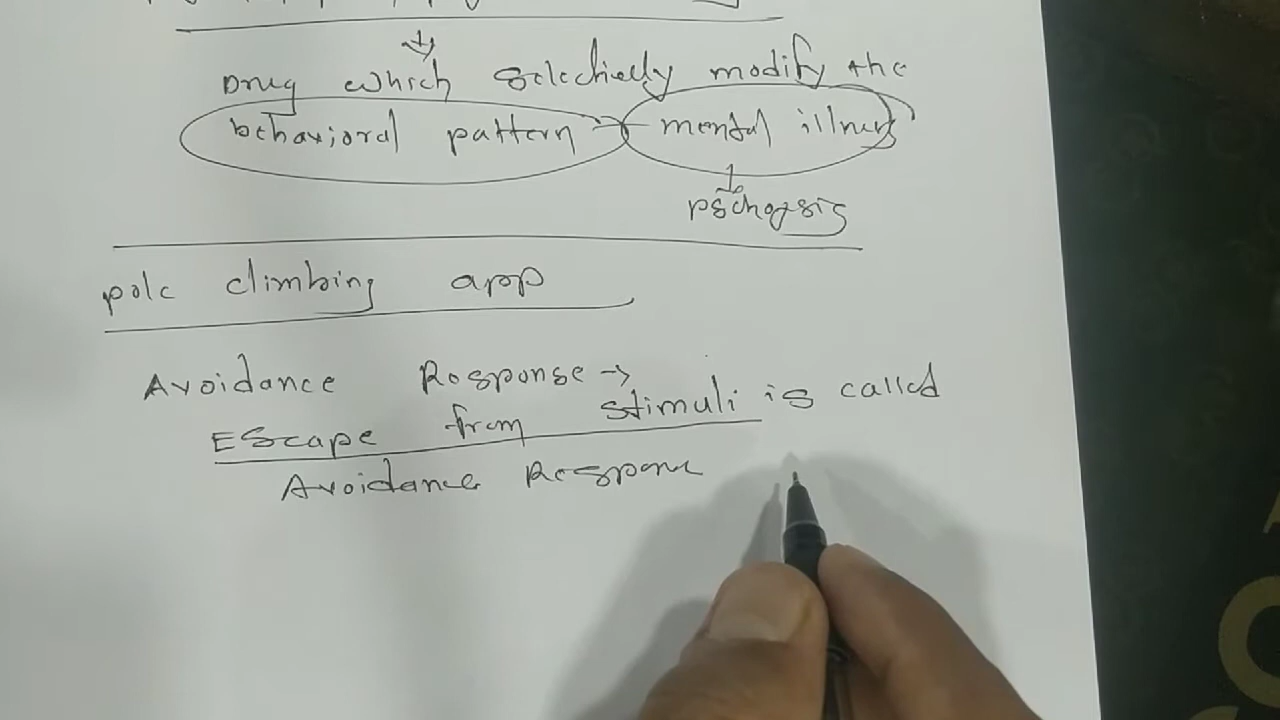 Drug which selectively modify the
behavioral pattern → mental illness
pschosis
pole climbing app
Avoidance Response →
Escape from stimuli is called
Avoidance Response